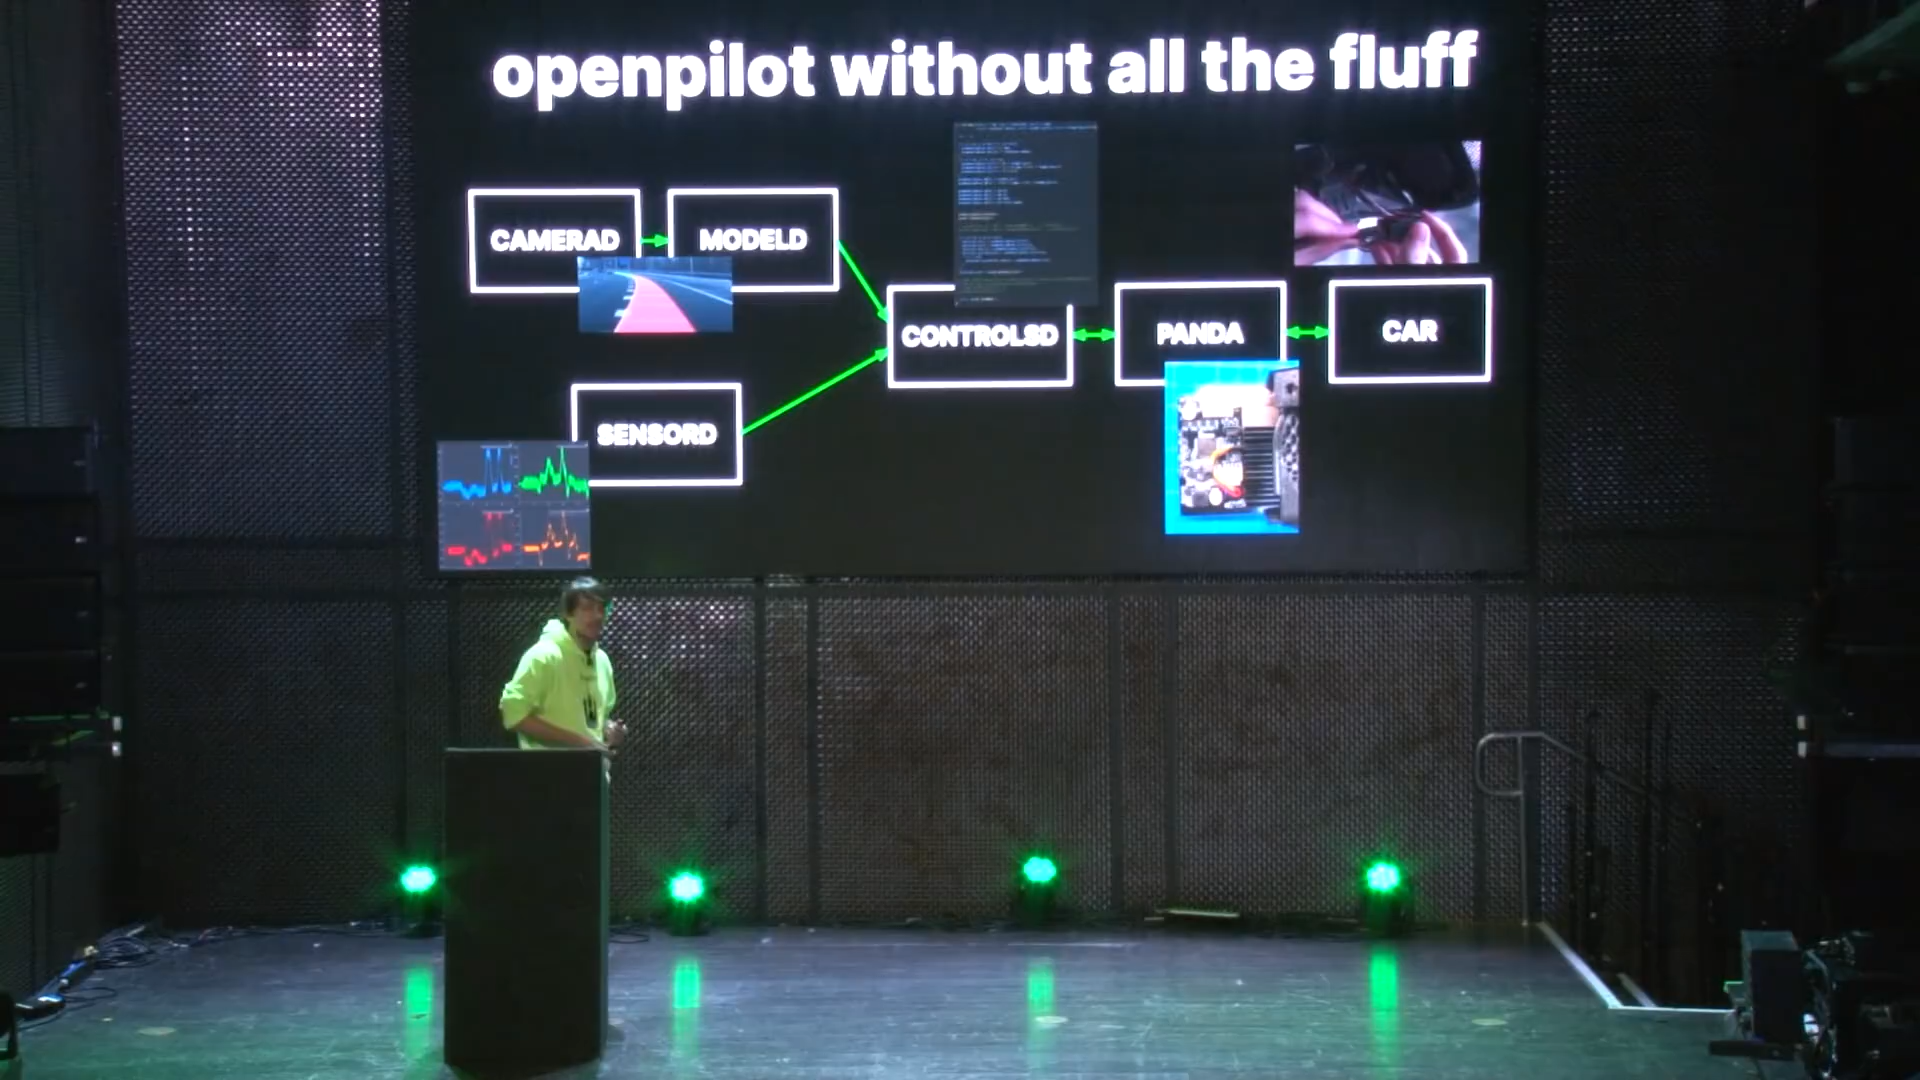 openpilot without all the fluff
CAMERAD
MODELD
CONTROLSD
PANDA
CAR
SENSORD